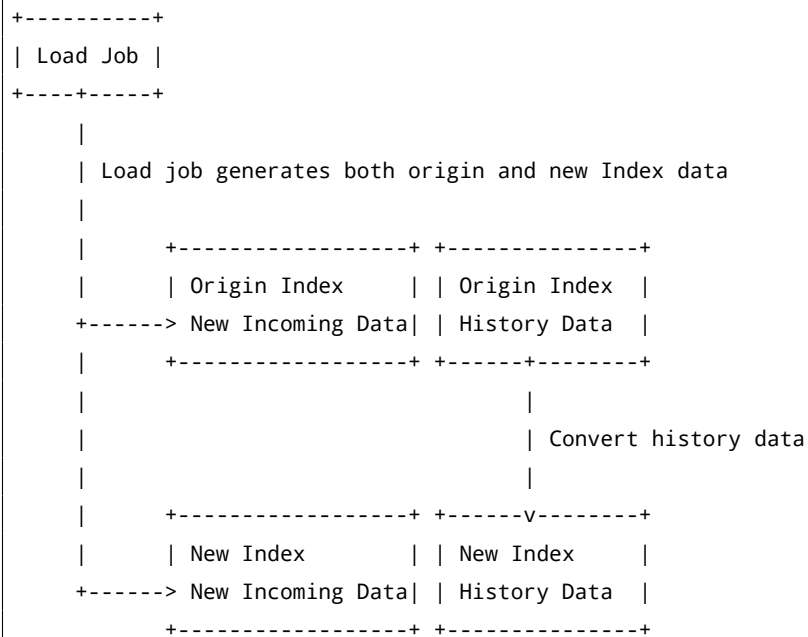 +----------+
| Load Job |
+----+-----+
     |
     | Load job generates both origin and new Index data
     |
     |      +------------------+ +---------------+
     |      | Origin Index     | | Origin Index  |
     +------> New Incoming Data| | History Data  |
     |      +------------------+ +------+--------+
     |                                  |
     |                                  | Convert history data
     |                                  |
     |      +------------------+ +------v--------+
     |      | New Index        | | New Index     |
     +------> New Incoming Data| | History Data  |
            +------------------+ +---------------+